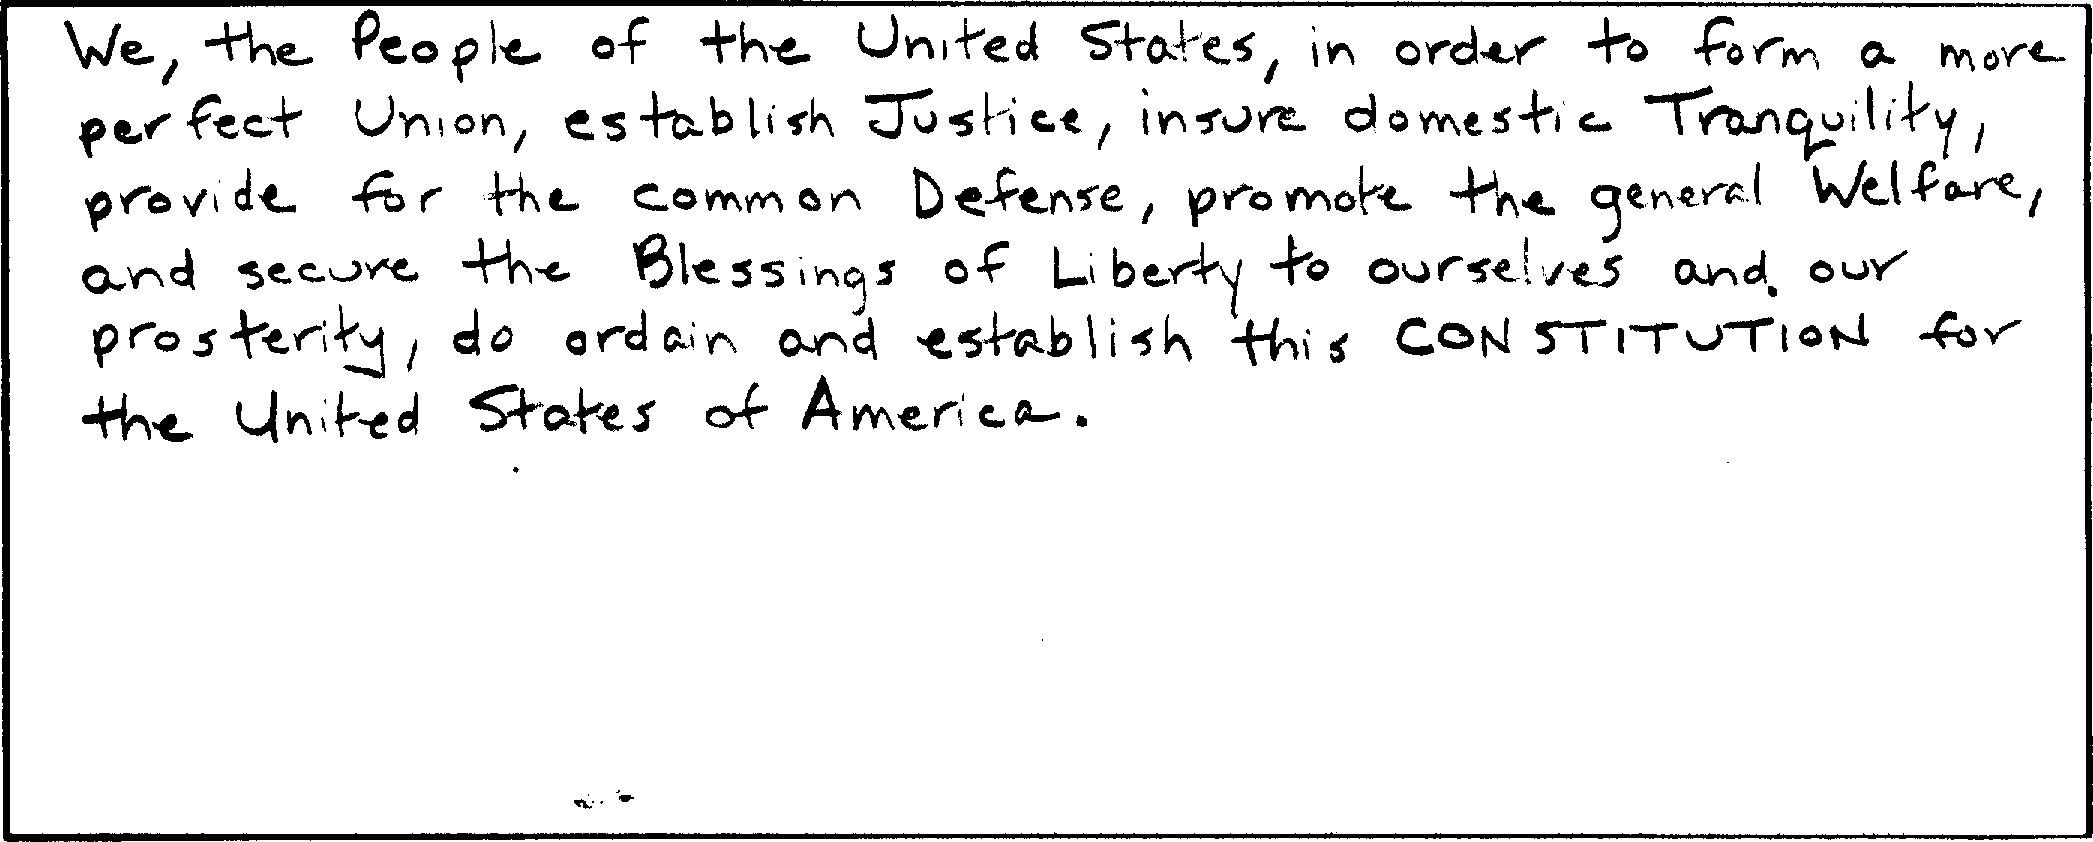 We, the People of the United States, in order to form a more
perfect Union, establish Justice, insure domestic Tranquility,
provide for the common Defense, promote the general Welfare,
and secure the Blessings of Liberty to ourselves and our
prosterity, do ordain and establish this CONSTITUTION for
the United States of America.